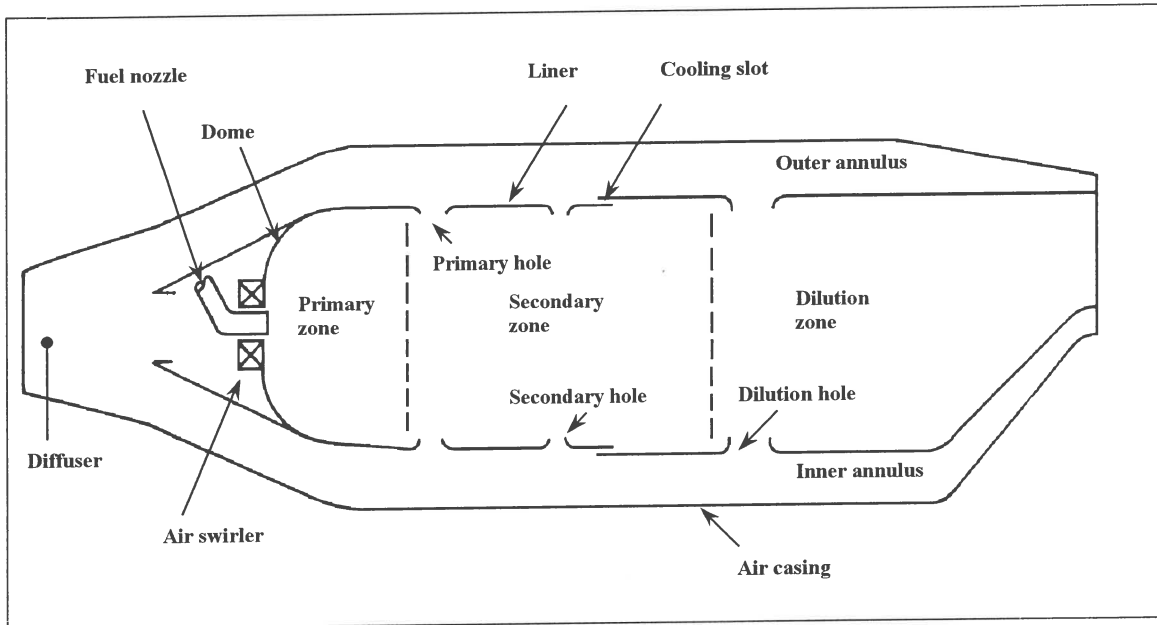 Fuel nozzle
Liner
Cooling slot
Dome
Outer annulus
Primary hole
Primary
zone
Secondary
zone
Dilution
zone
Secondary hole
Dilution hole
Diffuser
Inner annulus
Air swirler
Air casing